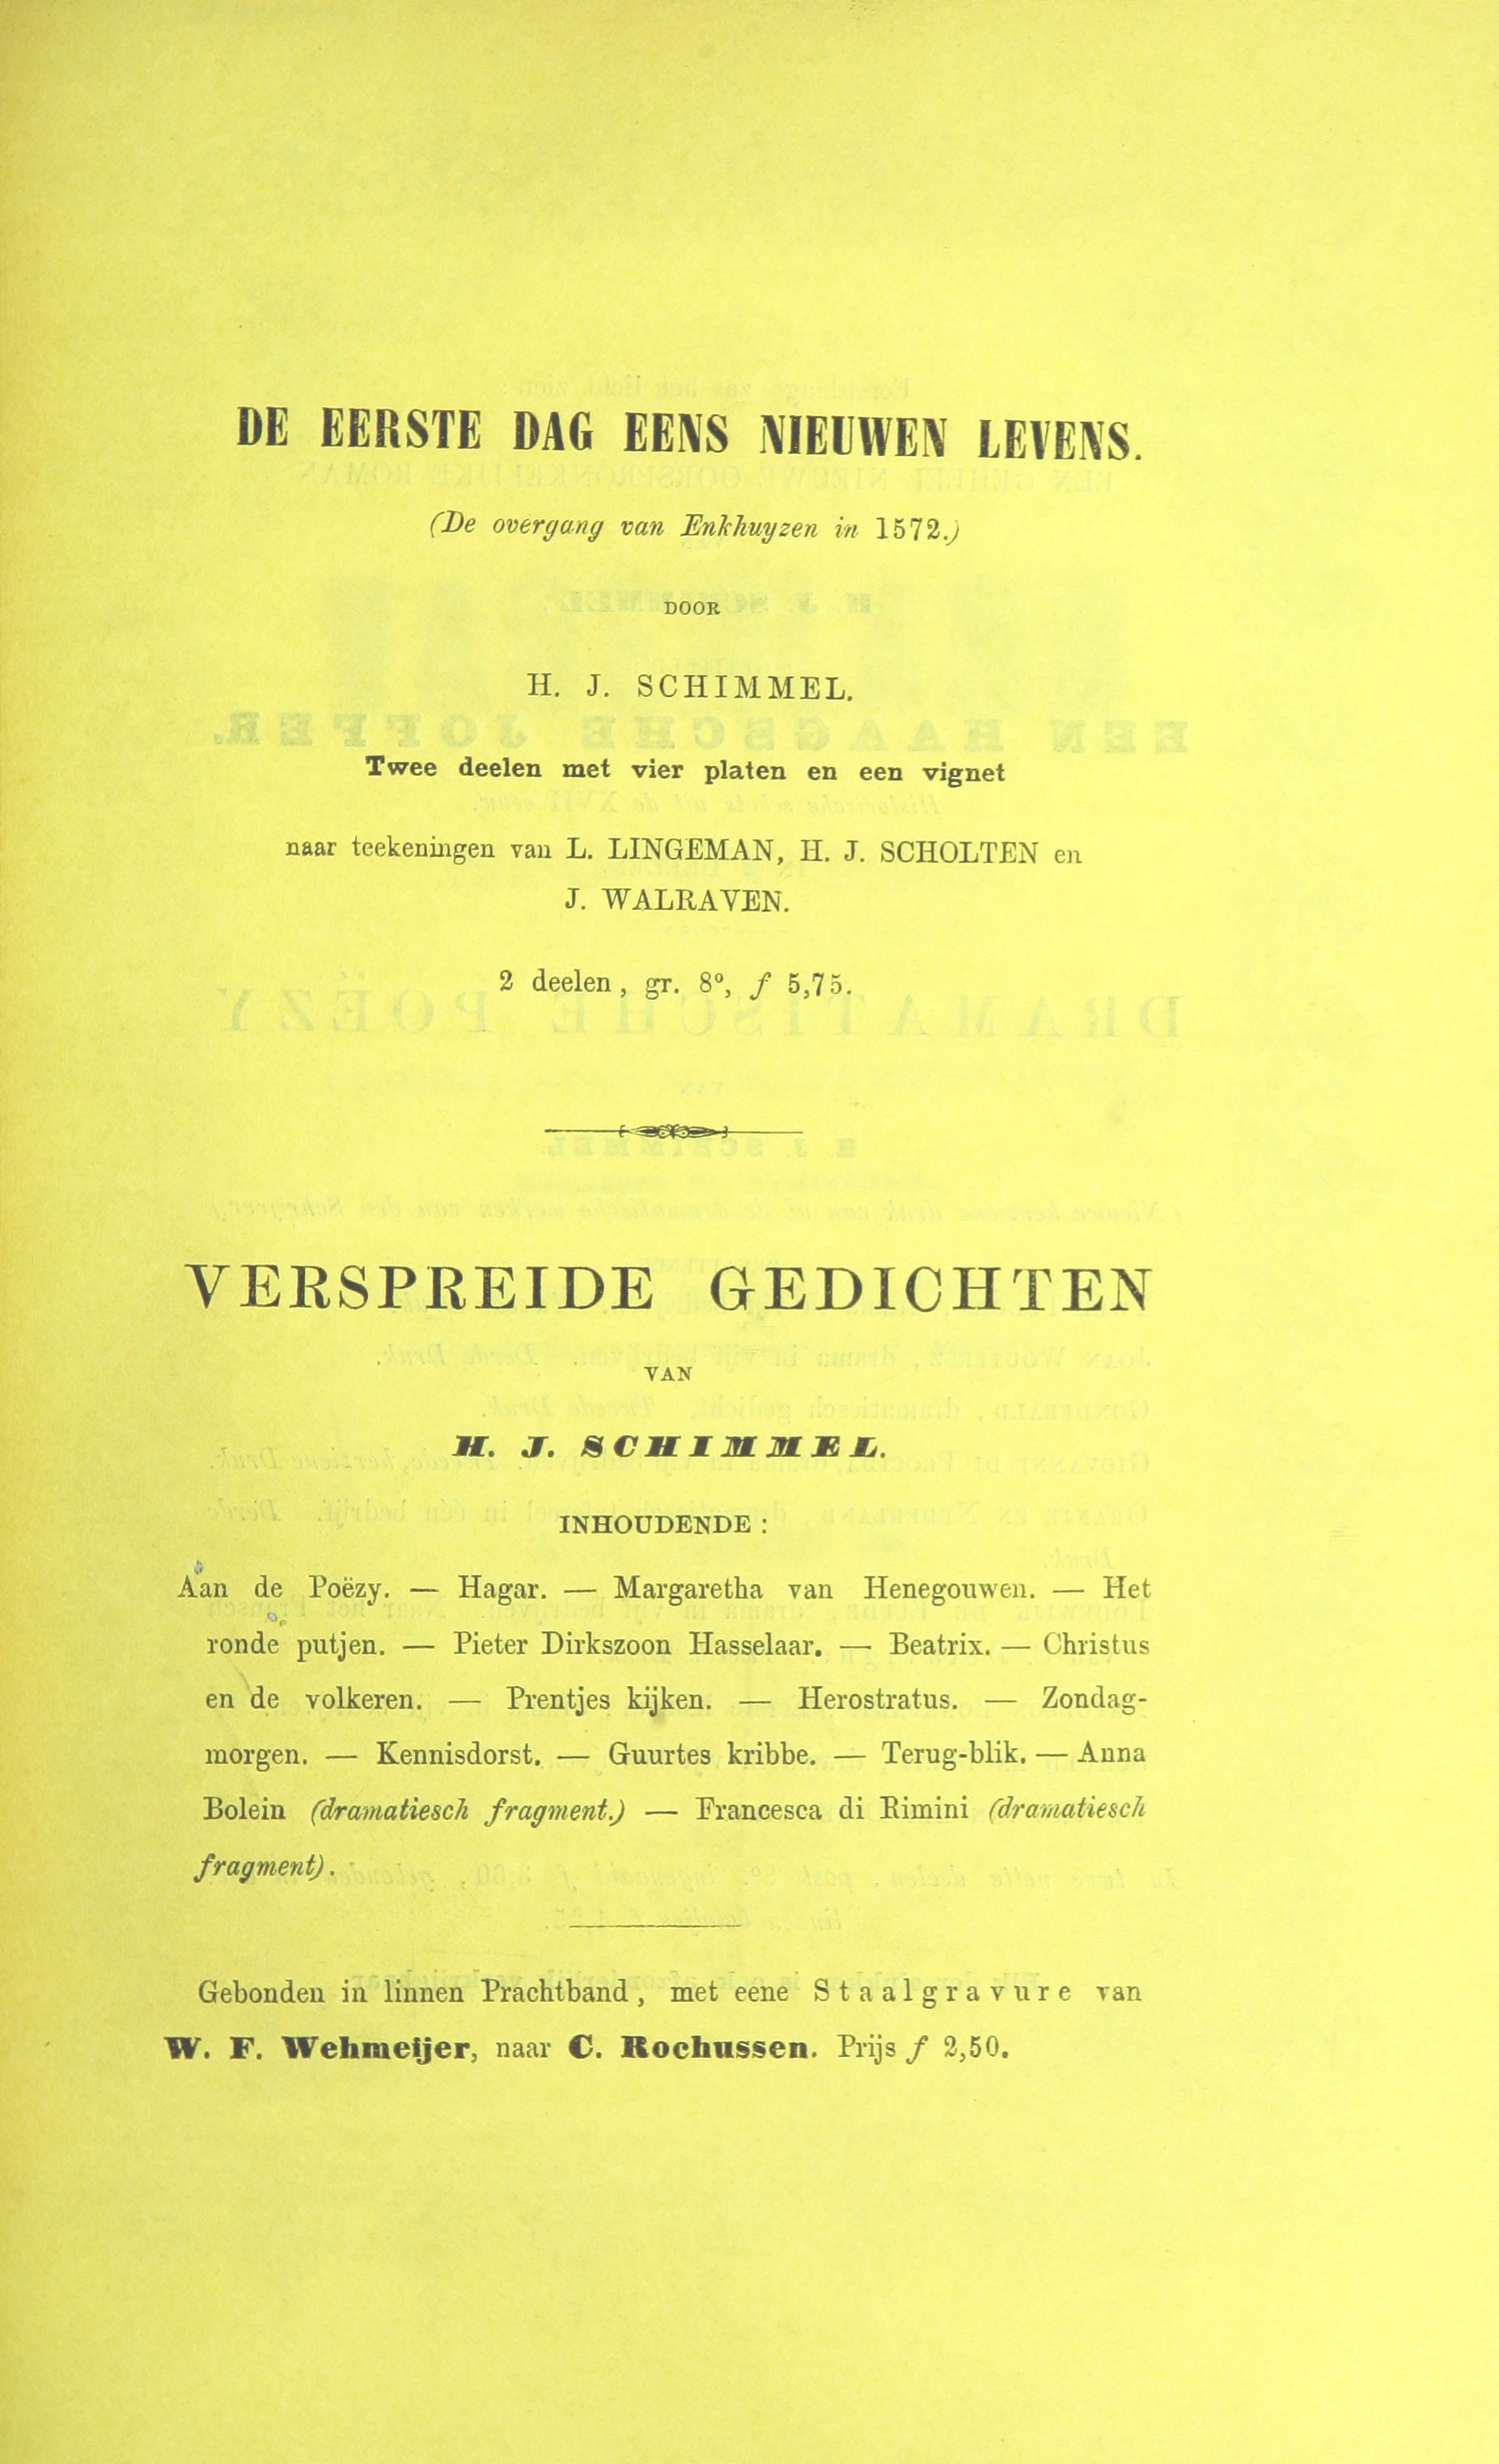 DE EERSTE DAG EENS NIEUWEN LEVENS.
(De overgang van Enkhuyzen in 1572.)
DOOR
H. J. SCHIMMEL.
Twee deelen met vier platen en een vignet
naar teekeningen van L. LINGEMAN, H. J. SCHOLTEN en
J. WALRAVEN.
2 deelen, gr. 8º, ƒ 5,75.
VERSPREIDE GEDICHTEN
VAN
H. J. SCHIMMEL.
INHOUDENDE:
Aan de Poëzy. — Hagar. — Margaretha van Henegouwen. — Het
ronde putjen. — Pieter Dirkszoon Hasselaar. — Beatrix. — Christus
en de volkeren. — Prentjes kijken. — Herostratus. — Zondag-
morgen. — Kennisdorst. — Guurtes kribbe. — Terug-blik. — Anna
Bolein (dramatiesch fragment.) — Francesca di Rimini (dramatiesch
fragment).
Gebonden in linnen Prachtband, met eene Staalgravure van
W. F. Wehmeijer, naar C. Rochussen. Prijs ƒ 2,50.